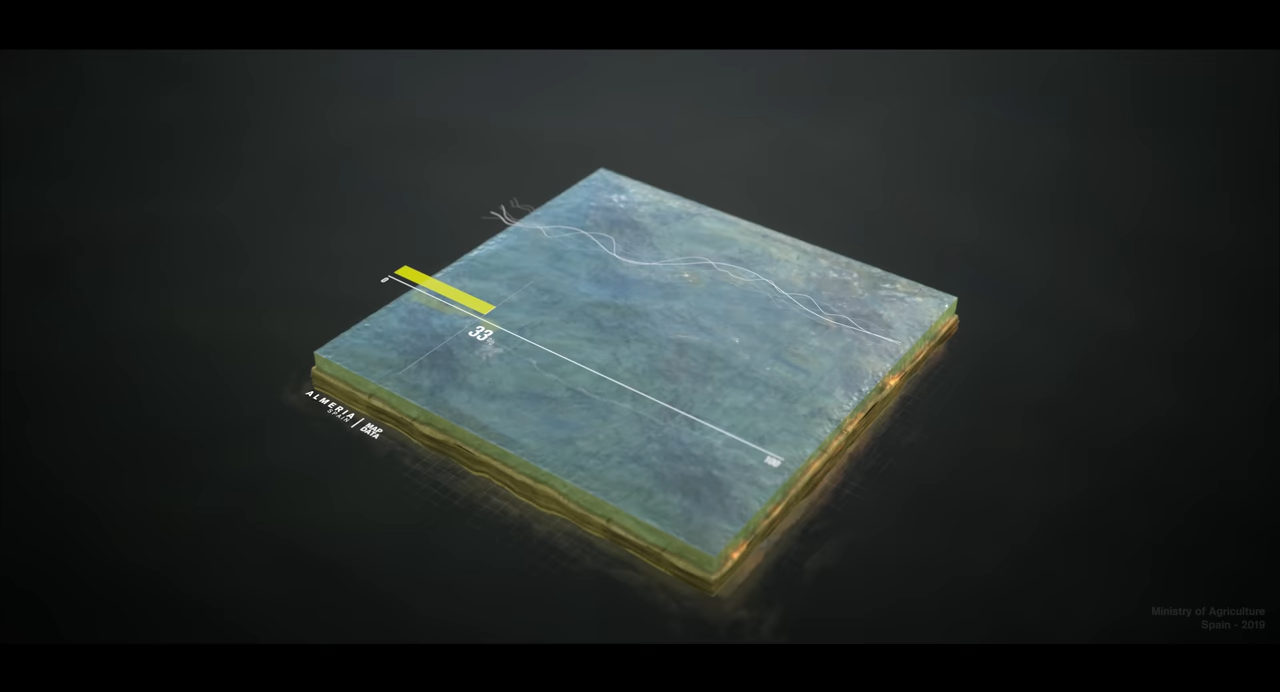 0
33%
100
ALMERIA
SPAIN
MAP
DATA
Ministry of Agriculture
Spain - 2019